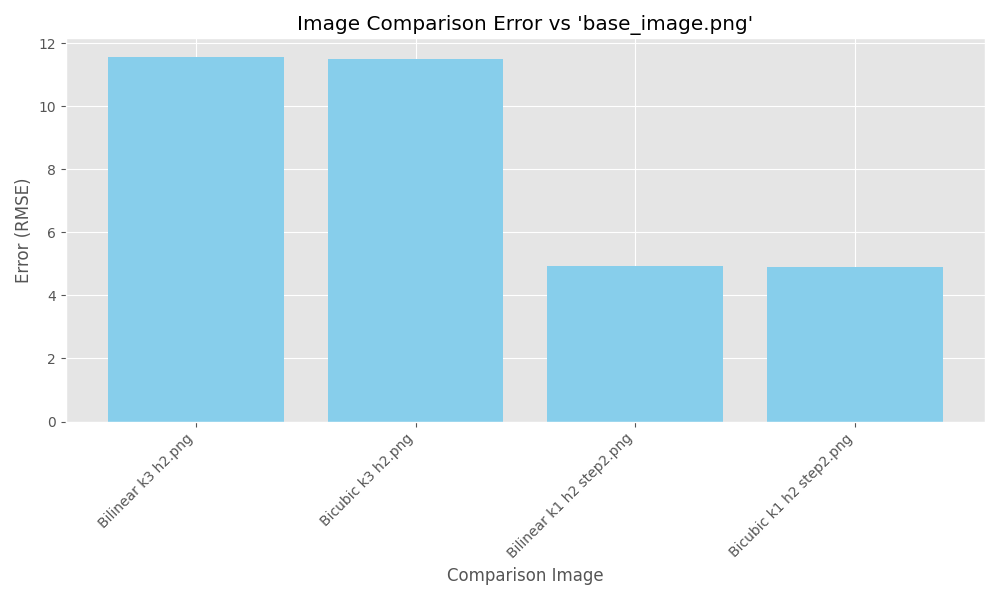 Image Comparison Error vs 'base_image.png'
12
10
8
6
4
2
0
Error (RMSE)
Bilinear k3 h2.png
Bicubic k3 h2.png
Bilinear k1 h2 step2.png
Bicubic k1 h2 step2.png
Comparison Image